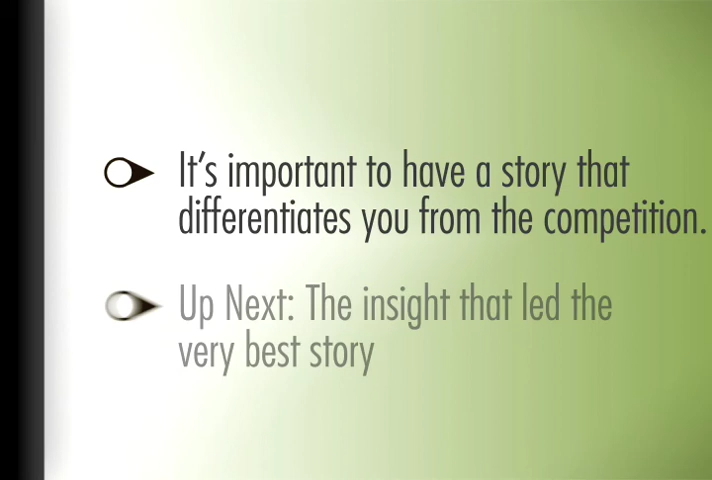 It's important to have a story that
differentiates you from the competition.
Up Next: The insight that led the
very best story